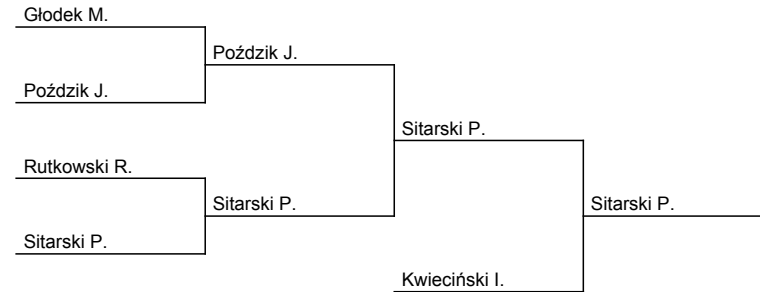 Głodek M.
Poździk J.
Poździk J.
Sitarski P.
Rutkowski R.
Sitarski P.
Sitarski P.
Sitarski P.
Kwieciński I.